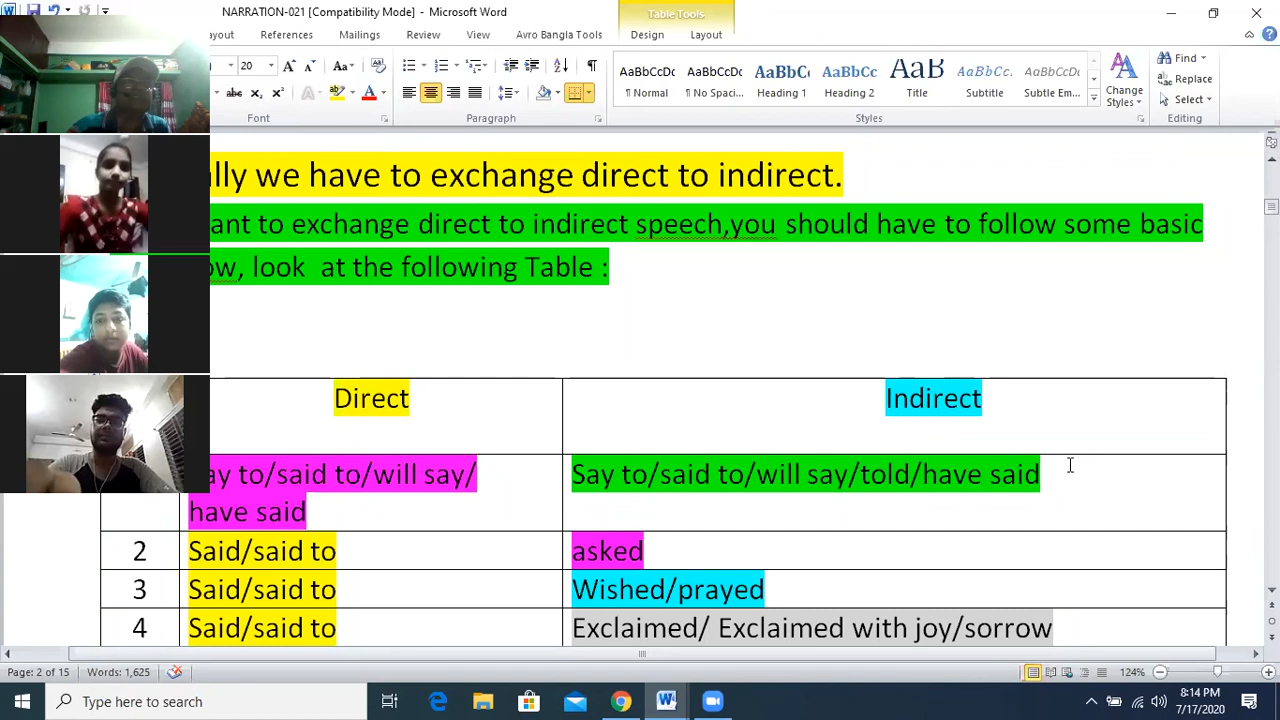 NARRATION-021 [Compatibility Mode] - Microsoft Word
Table Tools
References Mailings Review View Avro Bangla Tools Design Layout
20 Aa
AaBbCcDc AaBbCcDc AaBbCc AaBbCc AaB AaBbCcL AaBbCcDc
¶ Normal ¶ No Spaci... Heading 1 Heading 2 Title Subtitle Subtle Em...
Change Styles
Find
Replace
Select
Font Paragraph Styles Editing
ally we have to exchange direct to indirect.
ant to exchange direct to indirect speech,you should have to follow some basic
ow, look at the following Table :
Direct Indirect
ay to/said to/will say/ Say to/said to/will say/told/have said
have said
2 Said/said to asked
3 Said/said to Wished/prayed
4 Said/said to Exclaimed/ Exclaimed with joy/sorrow
Page: 2 of 15 Words: 1,625 124%
Type here to search
8:14 PM
7/17/2020